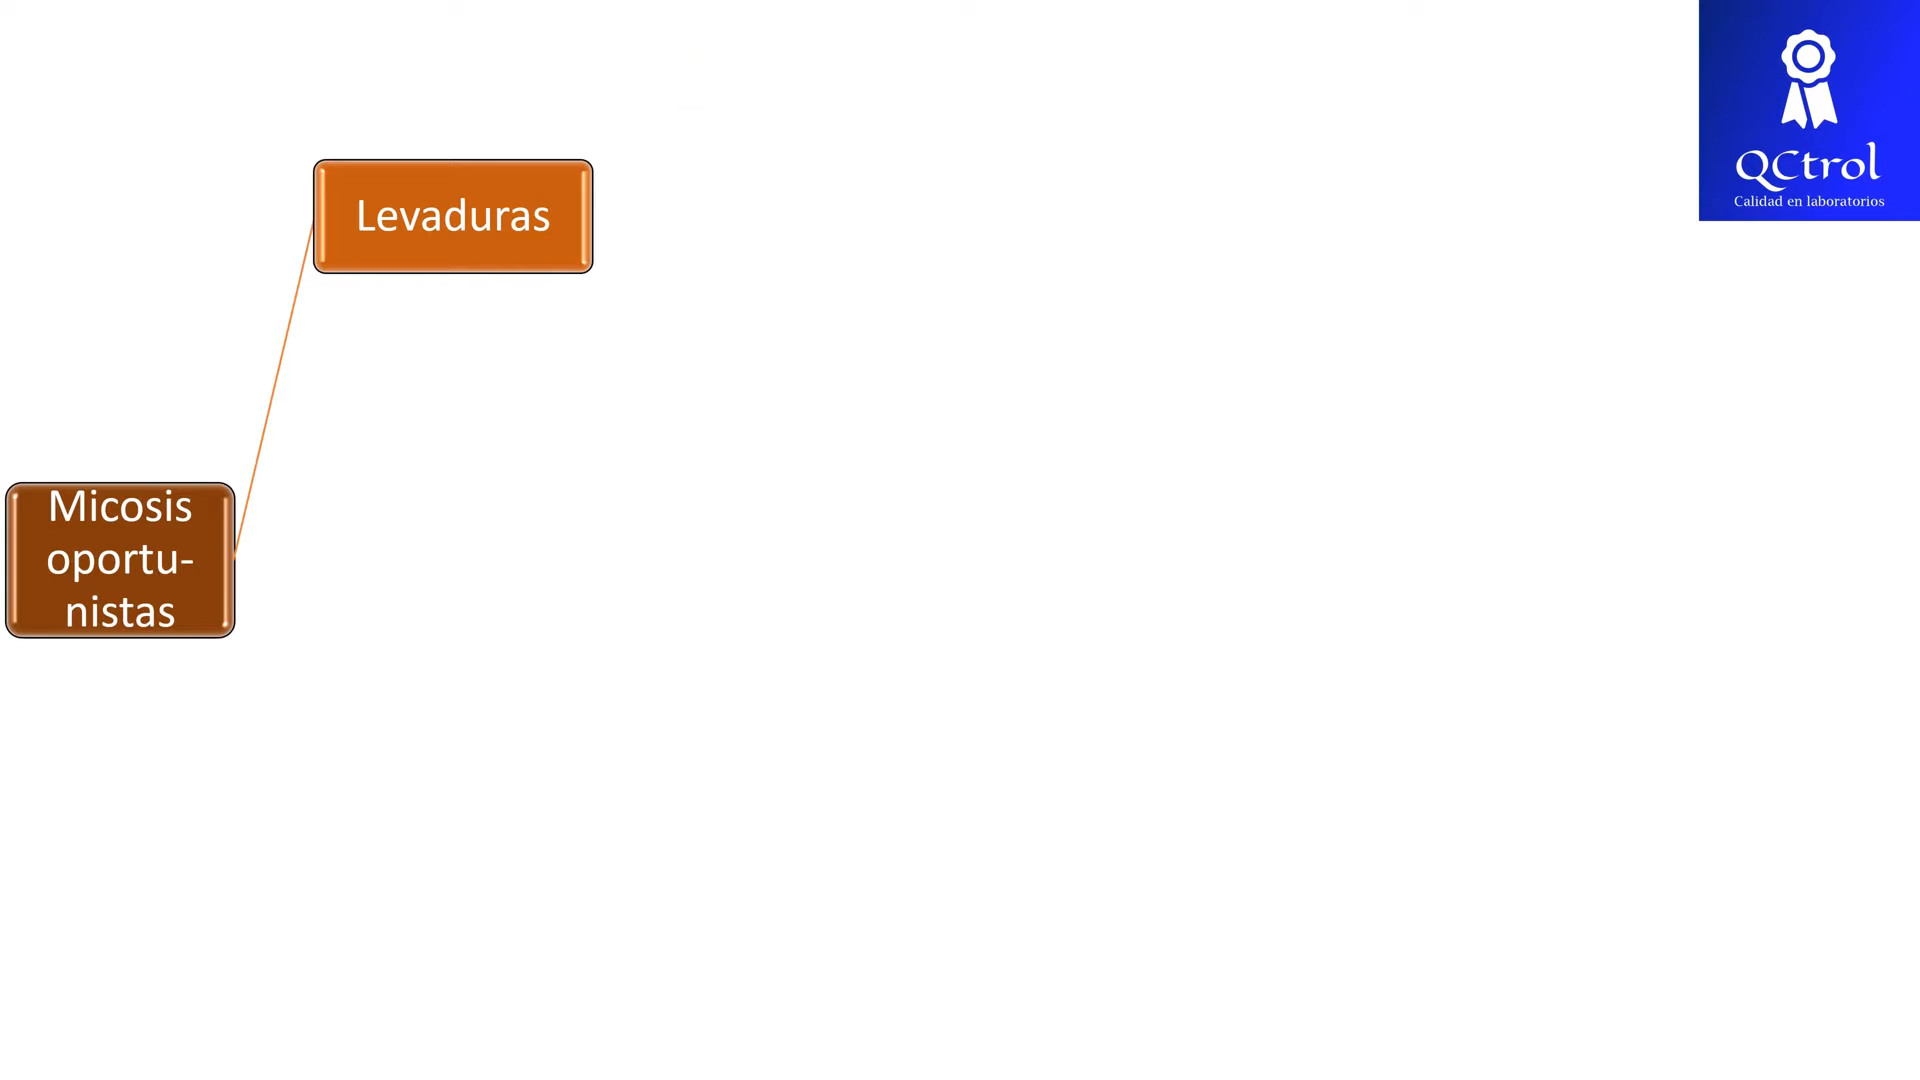 QCtrol
Calidad en laboratorios
Levaduras
Micosis
oportu-
nistas